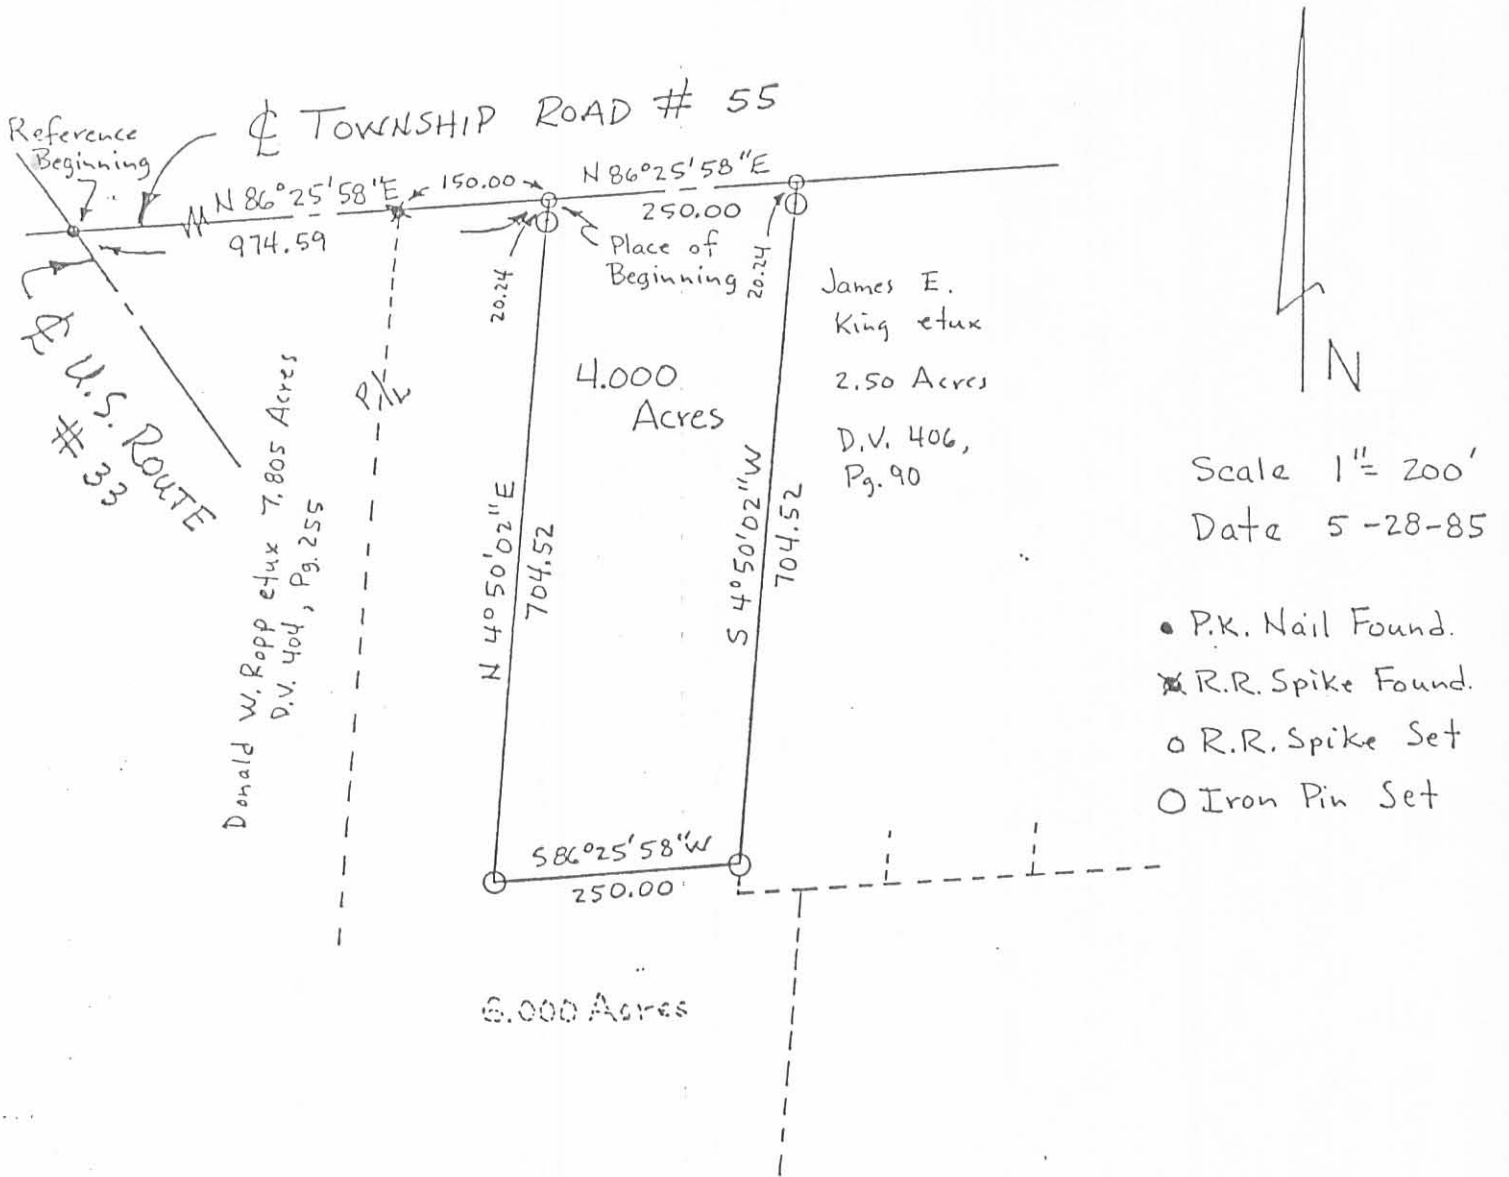 ℄ TOWNSHIP ROAD # 55
Reference
Beginning
N 86°25'58"E
974.59
150.00
N 86°25'58"E
250.00
Place of
Beginning
20.24
20.24
℄ U.S. ROUTE
# 33
Donald W. Ropp etux 7.805 Acres
D.V. 404, Pg. 255
P/L
4.000
Acres
N 4°50'02"E
704.52
S 4°50'02"W
704.52
James E.
King etux
2.50 Acres
D.V. 406,
Pg. 90
S86°25'58"W
250.00
6.000 Acres
N
Scale 1"= 200'
Date 5-28-85
P.K. Nail Found.
R.R. Spike Found.
R.R. Spike Set
Iron Pin Set